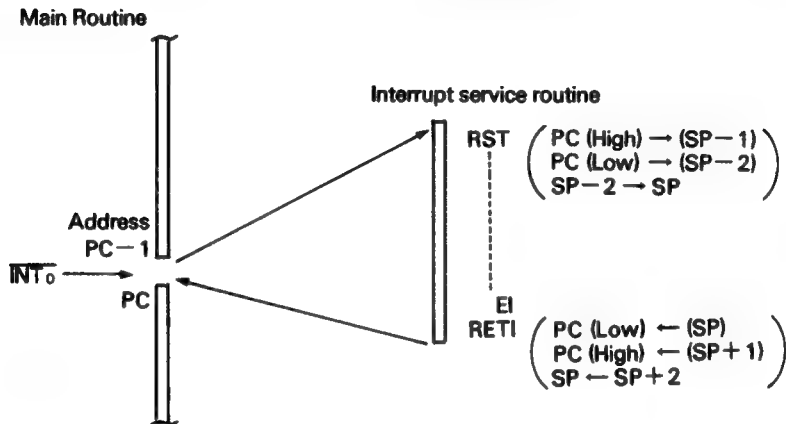 Main Routine
Interrupt service routine
RST
PC (High) → (SP−1)
PC (Low) → (SP−2)
SP−2 → SP
Address
PC−1
INT₀
PC
EI
RETI
PC (Low) ← (SP)
PC (High) ← (SP+1)
SP ← SP+2